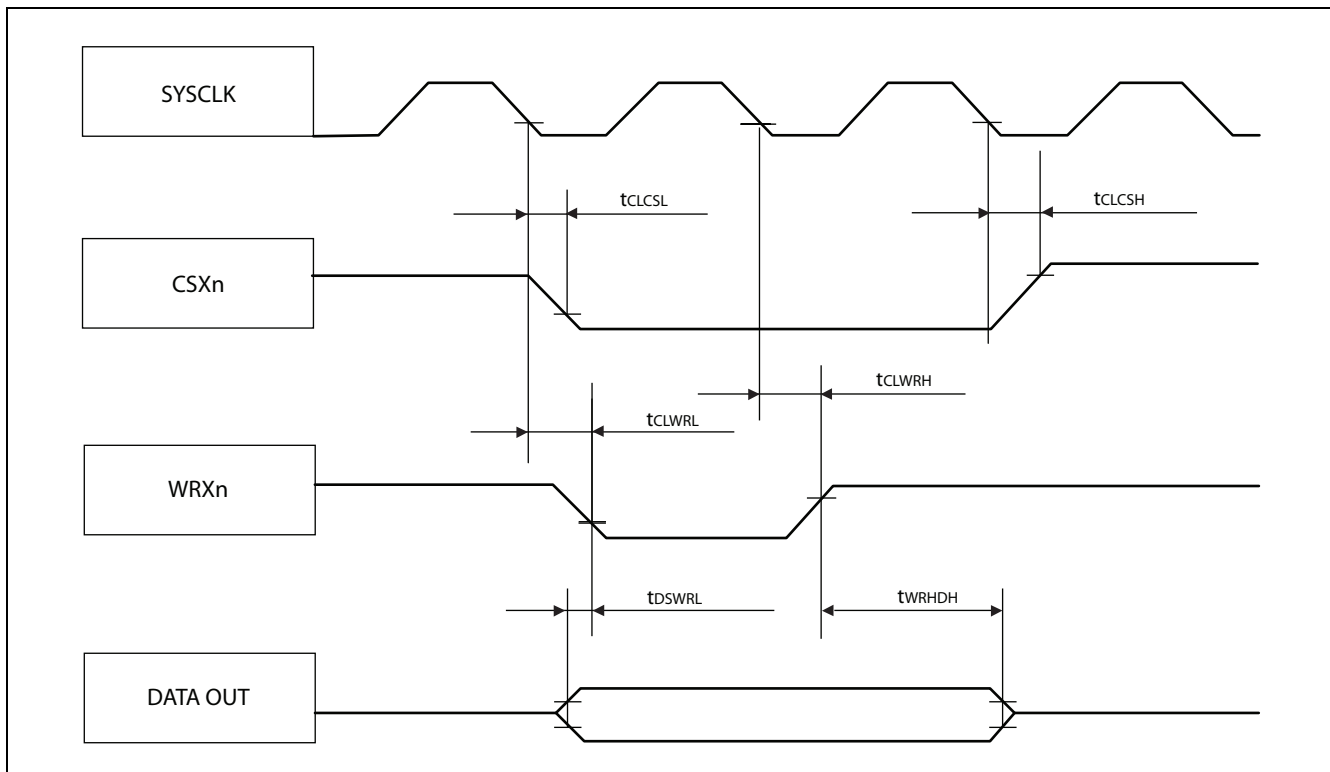 SYSCLK
tCLCSL
tCLCSH
CSXn
tCLWRH
tCLWRL
WRXn
tDSWRL
tWRHDH
DATA OUT